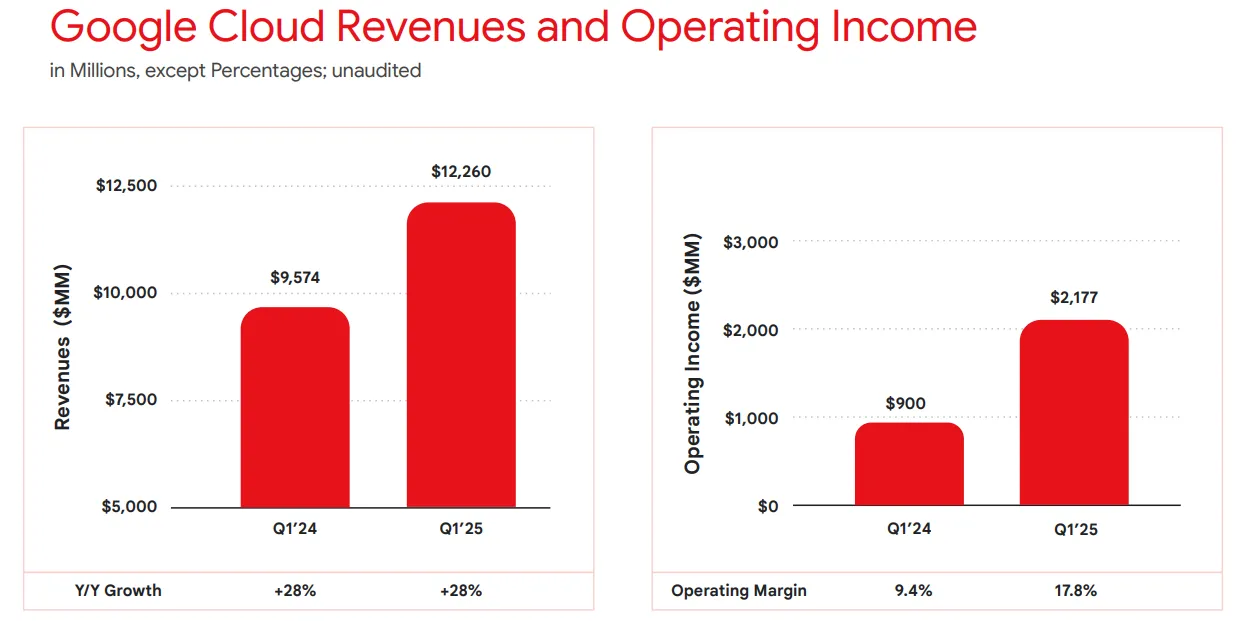 Google Cloud Revenues and Operating Income
in Millions, except Percentages; unaudited
Revenues ($MM)
$12,500
$10,000
$7,500
$5,000
$9,574
$12,260
Q1’24
Q1’25
Y/Y Growth +28% +28%
Operating Income ($MM)
$3,000
$2,000
$1,000
$0
$900
$2,177
Q1’24
Q1’25
Operating Margin 9.4% 17.8%